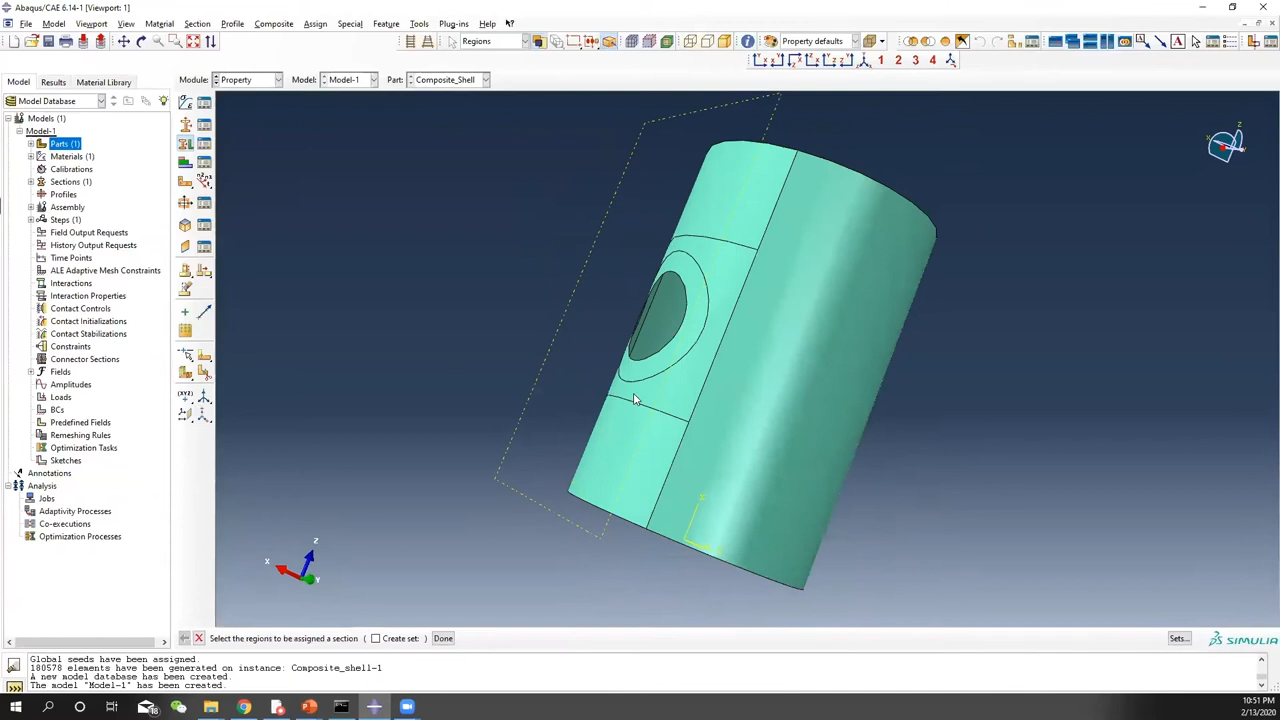 Abaqus/CAE 6.14-1 [Viewport: 1]
File Model Viewport View Material Section Profile Composite Assign Special Feature Tools Plug-ins Help
Regions Property defaults
1 2 3 4
Model Results Material Library Module: Property Model: Model-1 Part: Composite_Shell
Model Database
Models (1)
Model-1
Parts (1)
Materials (1)
Calibrations
Sections (1)
Profiles
Assembly
Steps (1)
Field Output Requests
History Output Requests
Time Points
ALE Adaptive Mesh Constraints
Interactions
Interaction Properties
Contact Controls
Contact Initializations
Contact Stabilizations
Constraints
Connector Sections
Fields
Amplitudes
Loads
BCs
Predefined Fields
Remeshing Rules
Optimization Tasks
Sketches
Annotations
Analysis
Jobs
Adaptivity Processes
Co-executions
Optimization Processes
Z
X
Y
Select the regions to be assigned a section ( Create set: ) Done Sets... SIMULIA
Global seeds have been assigned.
180578 elements have been generated on instance: Composite_shell-1
A new model database has been created.
The model "Model-1" has been created.
10:51 PM
2/13/2020